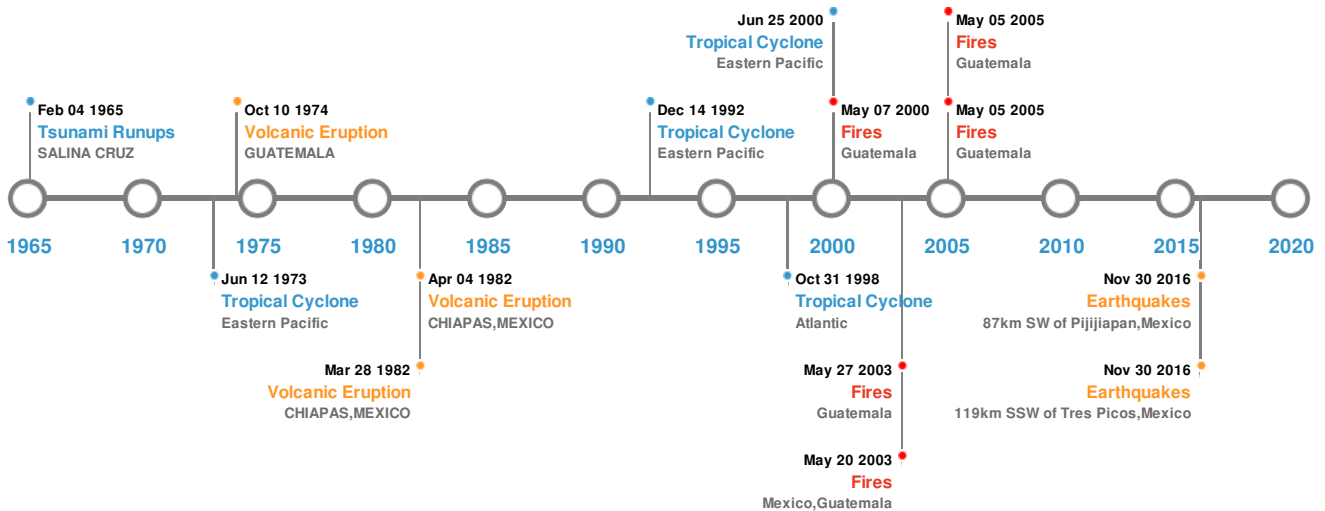 Jun 25 2000
Tropical Cyclone
Eastern Pacific
May 05 2005
Fires
Guatemala
Feb 04 1965
Tsunami Runups
SALINA CRUZ
Oct 10 1974
Volcanic Eruption
GUATEMALA
Dec 14 1992
Tropical Cyclone
Eastern Pacific
May 07 2000
Fires
Guatemala
May 05 2005
Fires
Guatemala
1965 1970 1975 1980 1985 1990 1995 2000 2005 2010 2015 2020
Jun 12 1973
Tropical Cyclone
Eastern Pacific
Apr 04 1982
Volcanic Eruption
CHIAPAS,MEXICO
Oct 31 1998
Tropical Cyclone
Atlantic
Nov 30 2016
Earthquakes
87km SW of Pijijiapan,Mexico
Mar 28 1982
Volcanic Eruption
CHIAPAS,MEXICO
May 27 2003
Fires
Guatemala
Nov 30 2016
Earthquakes
119km SSW of Tres Picos,Mexico
May 20 2003
Fires
Mexico,Guatemala